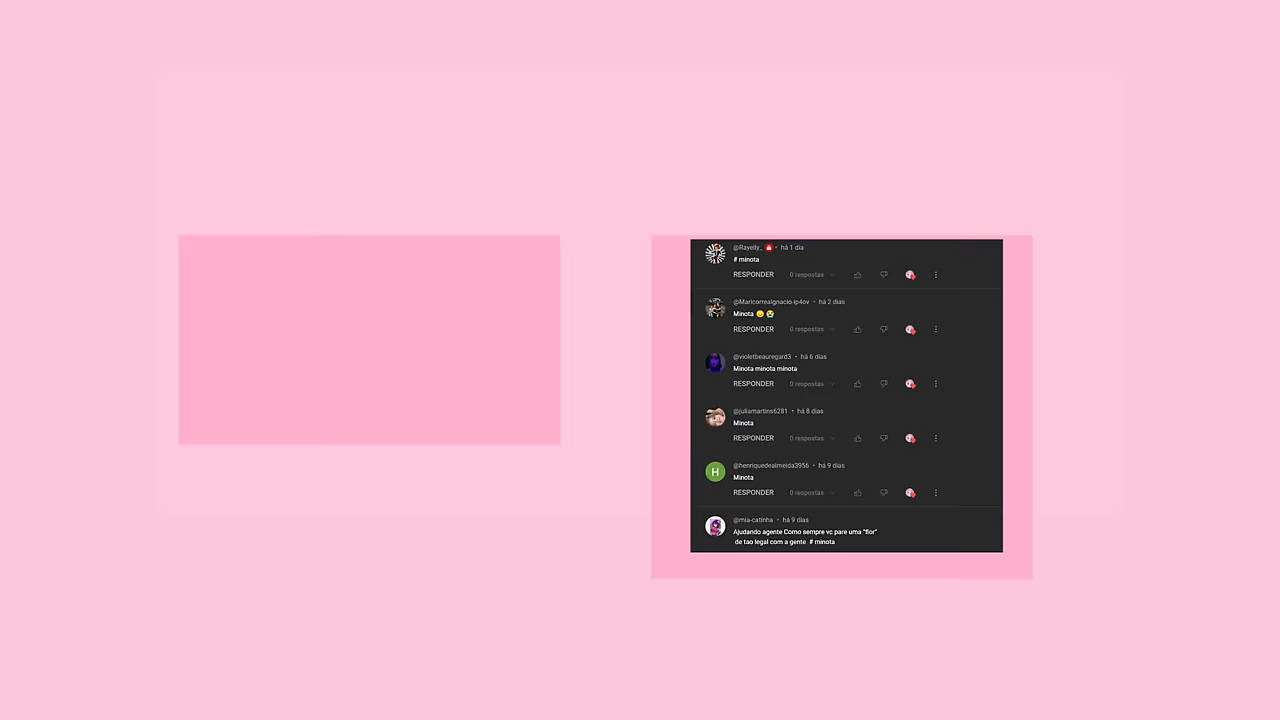 @Rayelly_ • há 1 dia
# minota
RESPONDER 0 respostas
@Maricorrealgnacio-ip4ov • há 2 dias
Minota 😞 😭
RESPONDER 0 respostas
@violetbeauregard3 • há 6 dias
Minota minota minota
RESPONDER 0 respostas
@juliamartins6281 • há 8 dias
Minota
RESPONDER 0 respostas
H
@henriquedealmeida3956 • há 9 dias
Minota
RESPONDER 0 respostas
@mia-catinha • há 9 dias
Ajudando agente Como sempre vc pare uma "flor"
de tao legal com a gente # minota